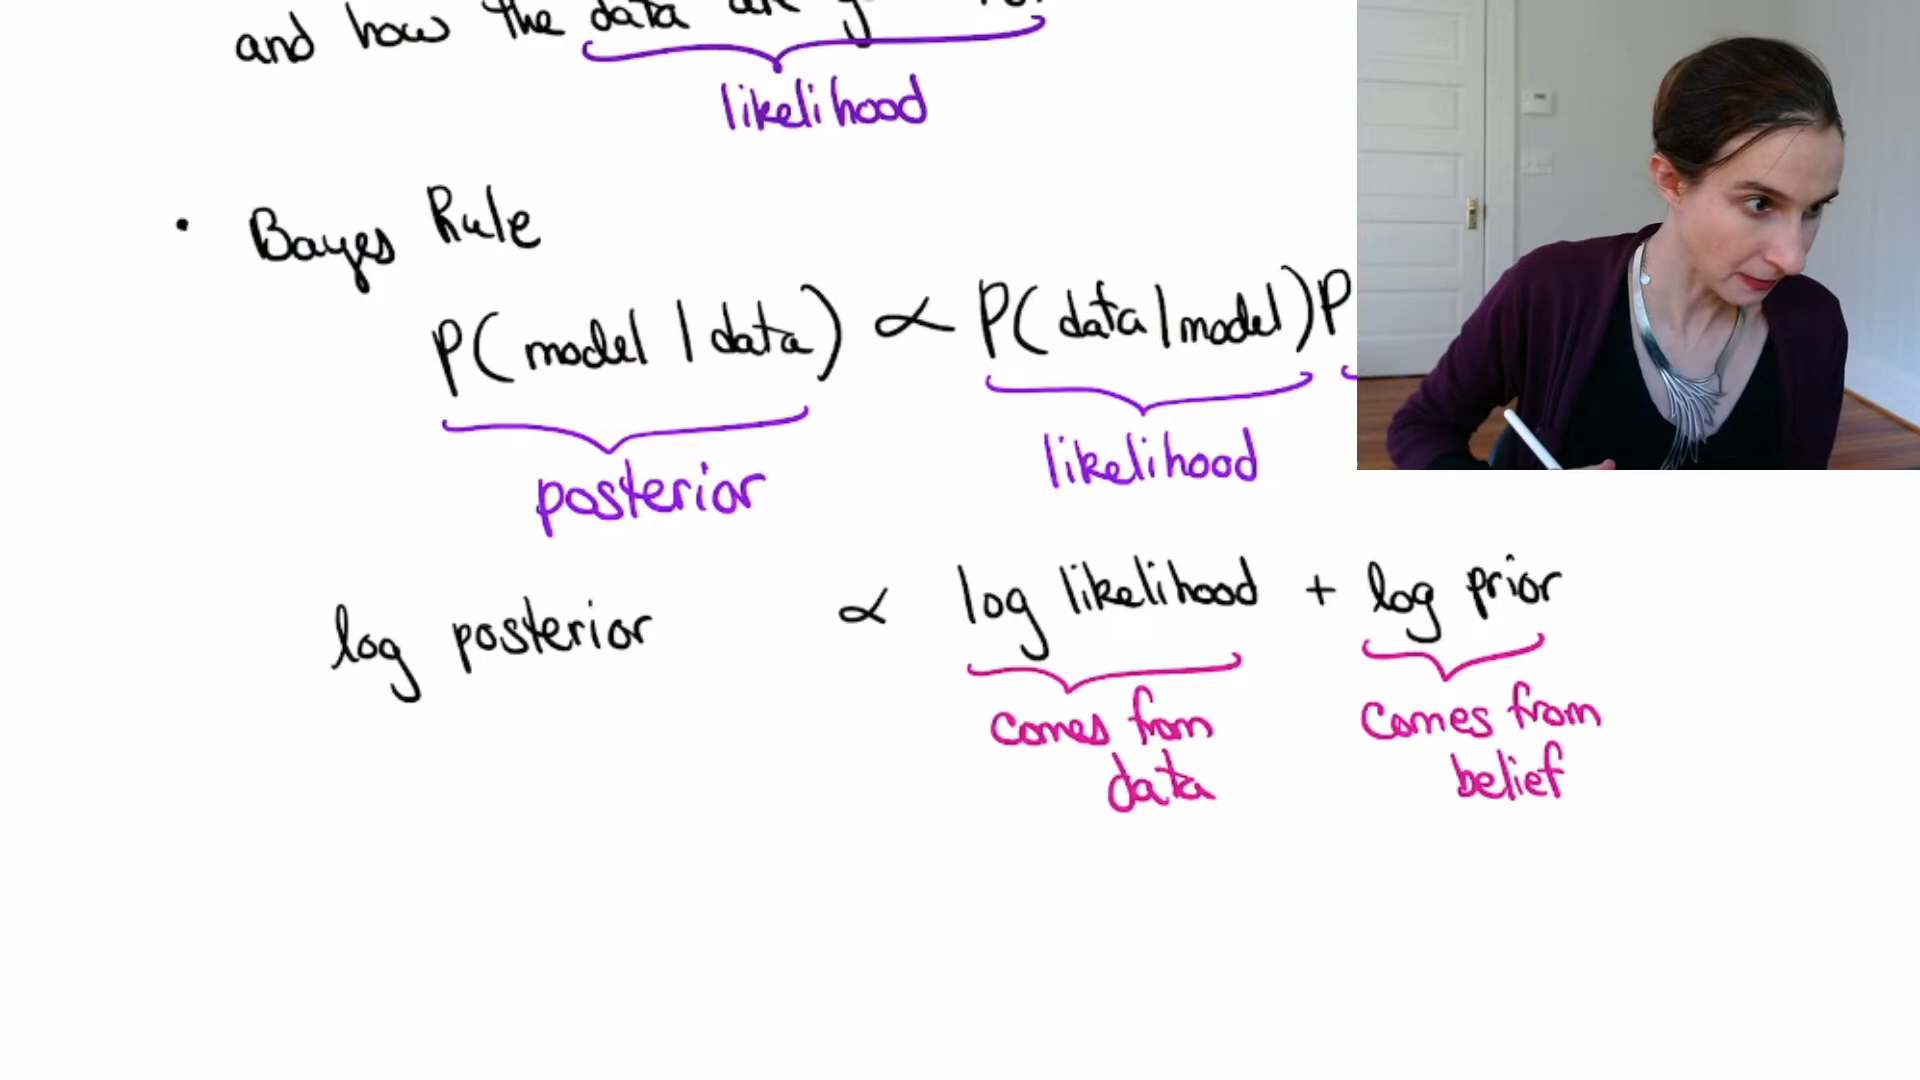 and how the data are
likelihood
• Bayes Rule
P(model | data) ∝ P(data | model) P
posterior
likelihood
log posterior ∝ log likelihood + log prior
comes from
data
comes from
belief